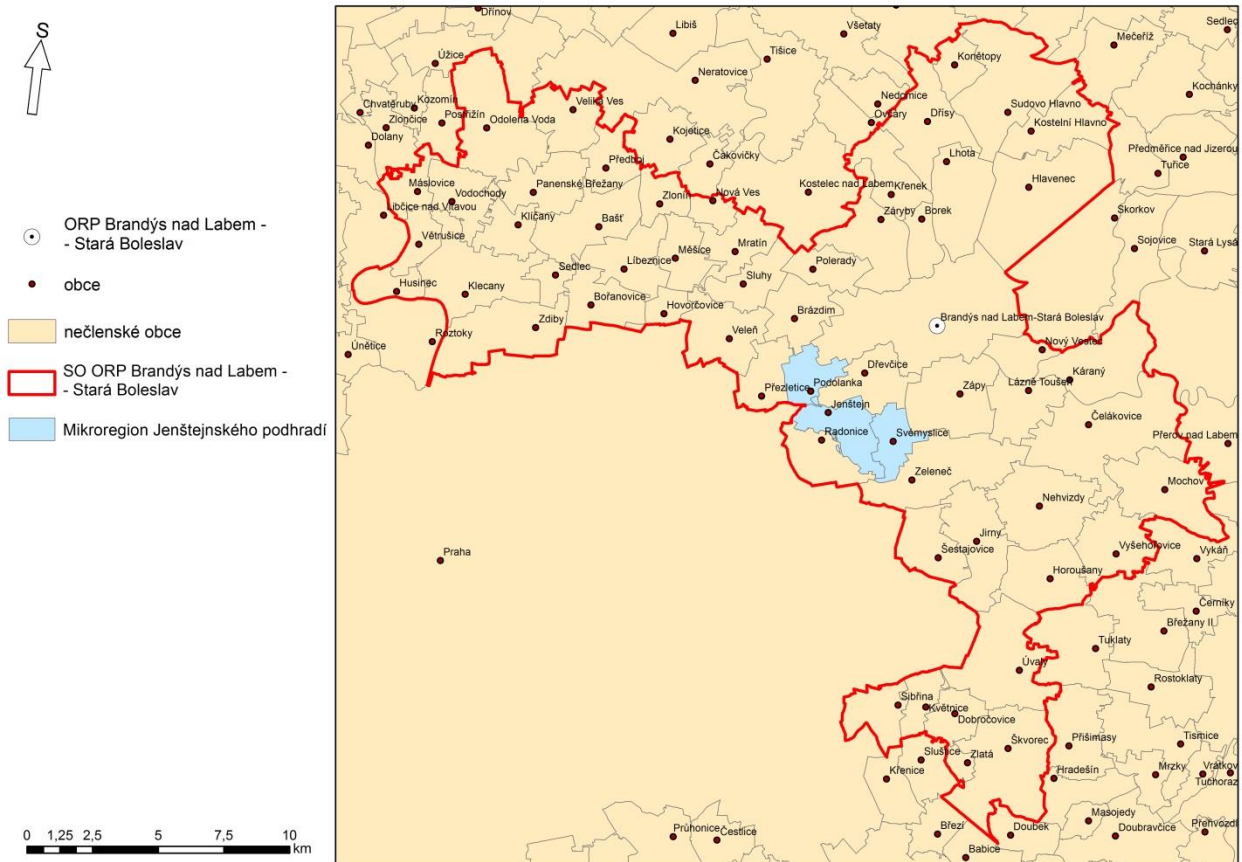 S
ORP Brandýs nad Labem -
- Stará Boleslav
obce
nečlenské obce
SO ORP Brandýs nad Labem -
- Stará Boleslav
Mikroregion Jenštejnského podhradí
0 1,25 2,5 5 7,5 10
km
Dřínov
Libiš
Všetaty
Sedlec
Mečeříž
Úžice
Tišice
Konětopy
Neratovice
Kochánky
Chvatěruby
Kozomín
Velika Ves
Nedomice
Sudovo Hlavno
Zlončice
Postřižín
Odolena Voda
Ovšary
Dřísy
Kostelní Hlavno
Dolany
Kojetice
Předboj
Čakovičky
Lhota
Předměřice nad Jizerou
Tuřice
Máslovice
Vodochody
Panenské Břežany
Kostelec nad Labem
Křenek
Hlavenec
Libčice nad Vltavou
Zlonín
Nová Ves
Klíčany
Bašť
Záryby
Borek
Skorkov
Větrušice
Měšice
Mratín
Sojovice
Stará Lysá
Sedlec
Líbeznice
Polerady
Husinec
Klecany
Sluhy
Bořanovice
Hovorčovice
Brázdim
Brandýs nad Labem-Stará Boleslav
Zdiby
Roztoky
Veleň
Únětice
Nový Vestec
Dřevčice
Přezletice
Podolanka
Zápy
Lázně Toušeň
Káraný
Jenštejn
Čelákovice
Radonice
Svémyslice
Přerov nad Labem
Zeleneč
Mochov
Nehvizdy
Praha
Jirny
Šestajovice
Vyšehořovice
Vykáň
Horoušany
Černíky
Břežany II
Tuklaty
Úvaly
Rostoklaty
Sibřina
Květnice
Dobročovice
Škvorec
Přišimasy
Tismice
Sluštice
Zlatá
Křenice
Hradešín
Mrzky
Vrátkov
Tuchoraz
Masojedy
Průhonice
Čestlice
Březí
Doubek
Doubravčice
Přehvozdí
Babice